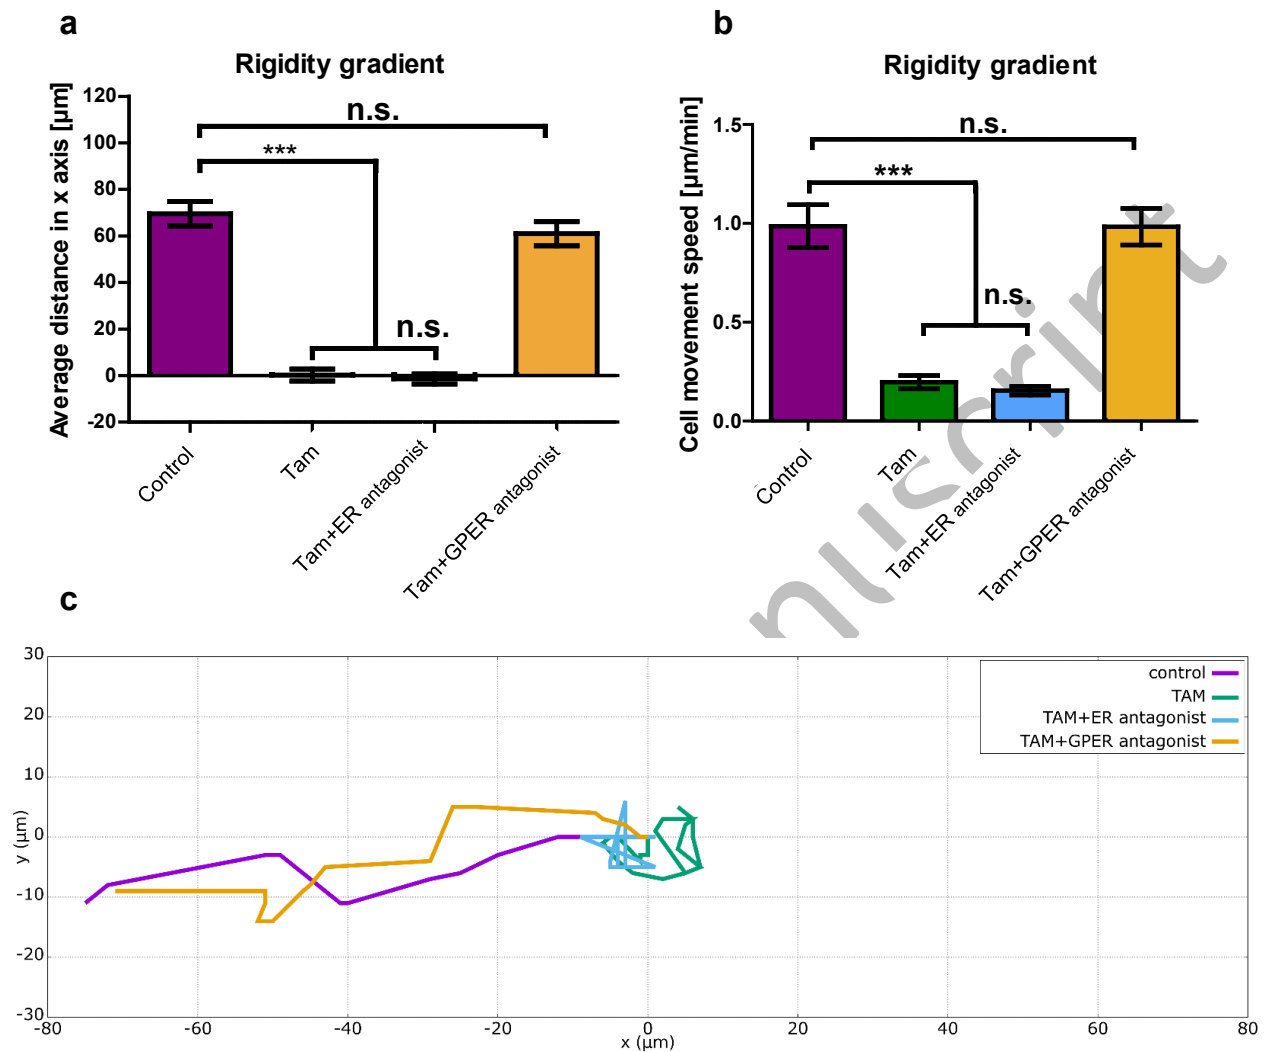 a
Rigidity gradient
Average distance in x axis [µm]
120
100
80
60
40
20
0
-20
n.s.
***
n.s.
Control
Tam
Tam+ER antagonist
Tam+GPER antagonist
b
Rigidity gradient
Cell movement speed [µm/min]
1.5
1.0
0.5
0.0
n.s.
***
n.s.
Control
Tam
Tam+ER antagonist
Tam+GPER antagonist
nuscript
c
y (µm)
30
20
10
0
-10
-20
-30
control
TAM
TAM+ER antagonist
TAM+GPER antagonist
-80
-60
-40
-20
0
20
40
60
80
x (µm)